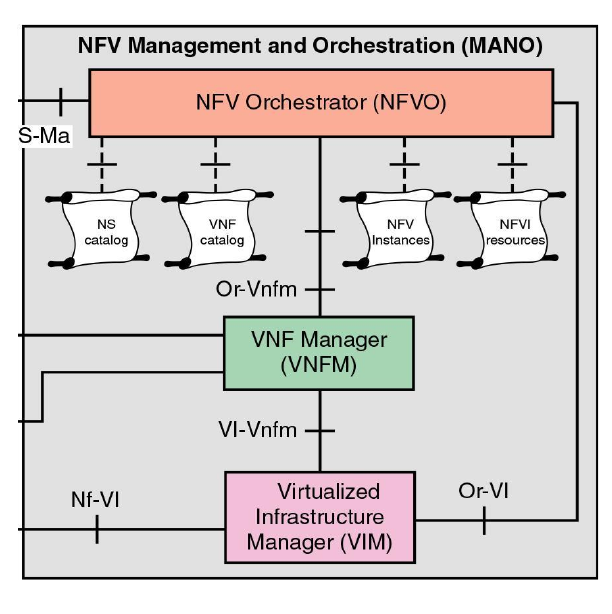 NFV Management and Orchestration (MANO)
NFV Orchestrator (NFVO)
S-Ma
NS
catalog
VNF
catalog
NFV
Instances
NFVI
resources
Or-Vnfm
VNF Manager
(VNFM)
VI-Vnfm
Nf-VI
Virtualized
Infrastructure
Manager (VIM)
Or-VI